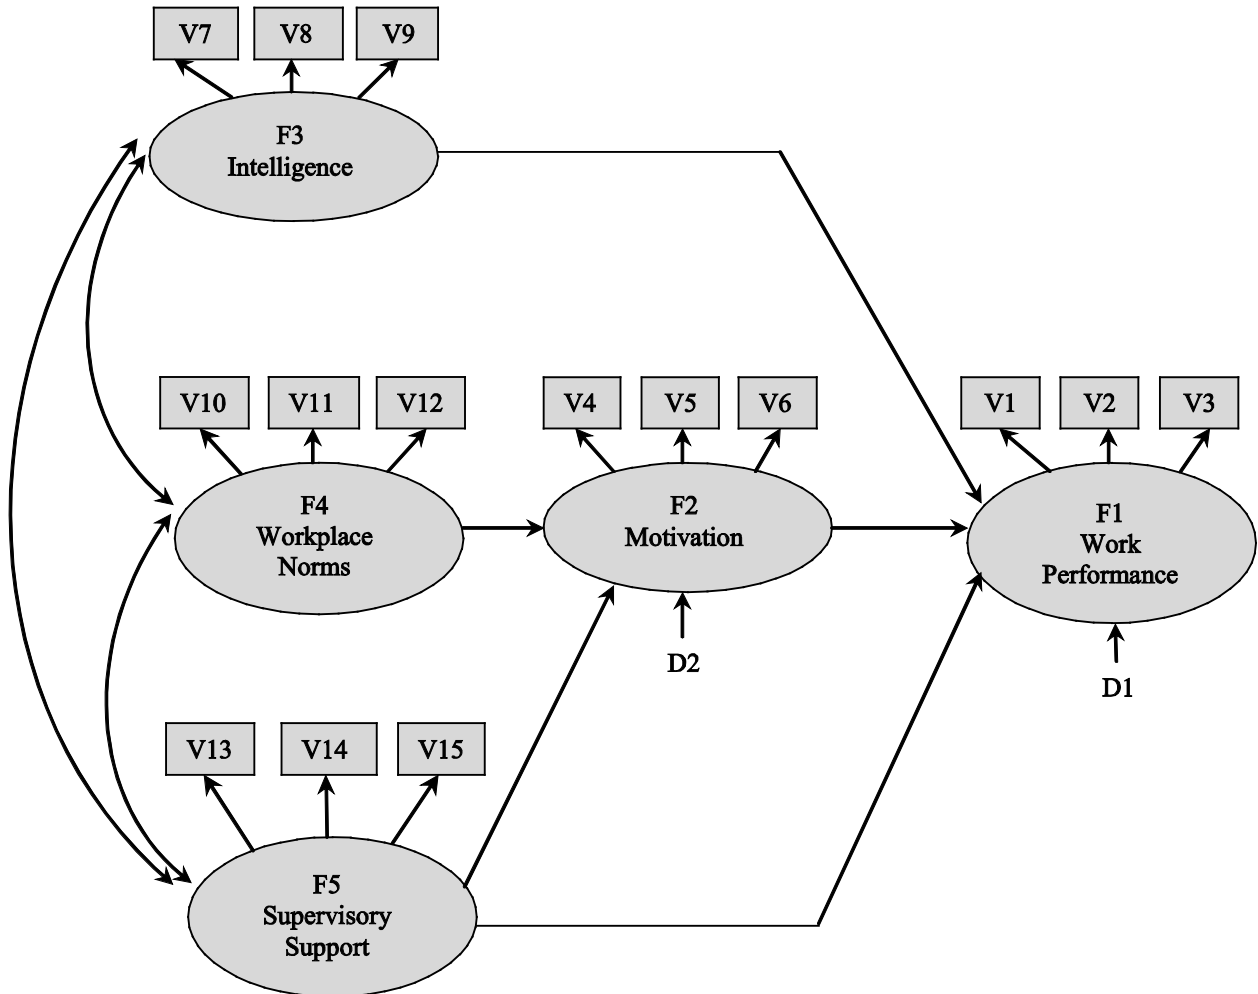 V7
V8
V9
F3
Intelligence
V10
V11
V12
V4
V5
V6
V1
V2
V3
F4
Workplace
Norms
F2
Motivation
F1
Work
Performance
D2
D1
V13
V14
V15
F5
Supervisory
Support